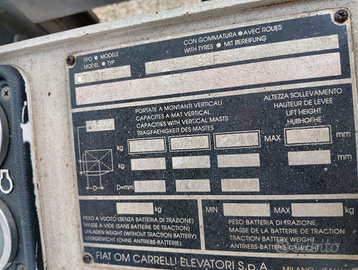 TIPO ● MODELE
MODEL ● TYP
CON GOMMATURA ● AVEC ROUES
WITH TYRES ● MIT BEREIFUNG
PORTATE A MONTANTI VERTICALI
CAPACITES A MAT VERTICAL
CAPACITIES WITH VERTICAL MASTS
TRAGFAEHIGKEIT DES MASTES
ALTEZZA SOLLEVAMENTO
HAUTEUR DE LEVEE
LIFT HEIGHT
HUBHOEHE
kg
MAX
kg
D=mm
kg
MIN
MAX
kg
PESO A VUOTO (SENZA BATTERIA DI TRAZIONE)
MASSE A VIDE (SANS BATTERIE DE TRACTION)
UNLADEN WEIGHT (WITHOUT TRACTION BATTERY)
LEERGEWICHT (OHNE ANTRIEBS-BATTERIE)
PESO BATTERIA DI TRAZIONE
MASSE DE LA BATTERIE DE TRACTION
TRACTION BATTERY WEIGHT
ANTRIEBS-BATTERIE GEWICHT
FIAT OM CARRELLI ELEVATORI S.p.A.
MILANO
subito